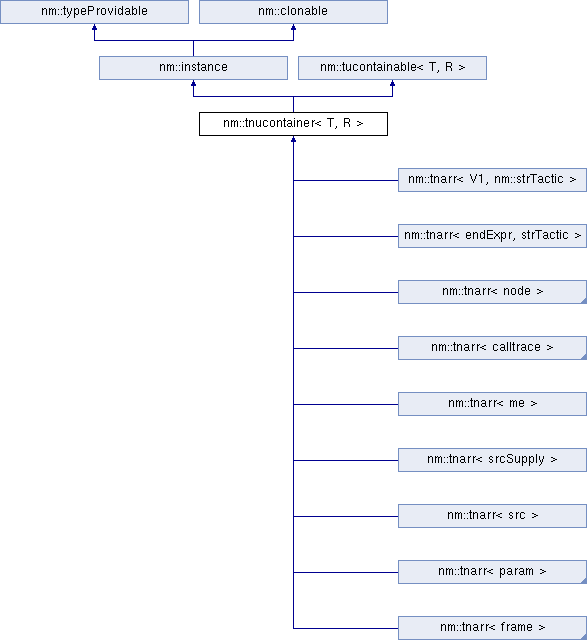 nm::typeProvidable
nm::clonable
nm::instance
nm::tucontainable< T, R >
nm::tnucontainer< T, R >
nm::tnarr< V1, nm::strTactic >
nm::tnarr< endExpr, strTactic >
nm::tnarr< node >
nm::tnarr< calltrace >
nm::tnarr< me >
nm::tnarr< srcSupply >
nm::tnarr< src >
nm::tnarr< param >
nm::tnarr< frame >